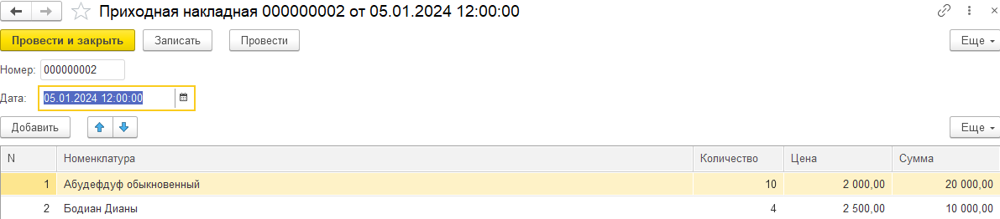 Приходная накладная 000000002 от 05.01.2024 12:00:00
Провести и закрыть Записать Провести Еще
Номер: 000000002
Дата: 05.01.2024 12:00:00
Добавить Еще
N Номенклатура Количество Цена Сумма
1 Абудефдуф обыкновенный 10 2 000,00 20 000,00
2 Бодиан Дианы 4 2 500,00 10 000,00